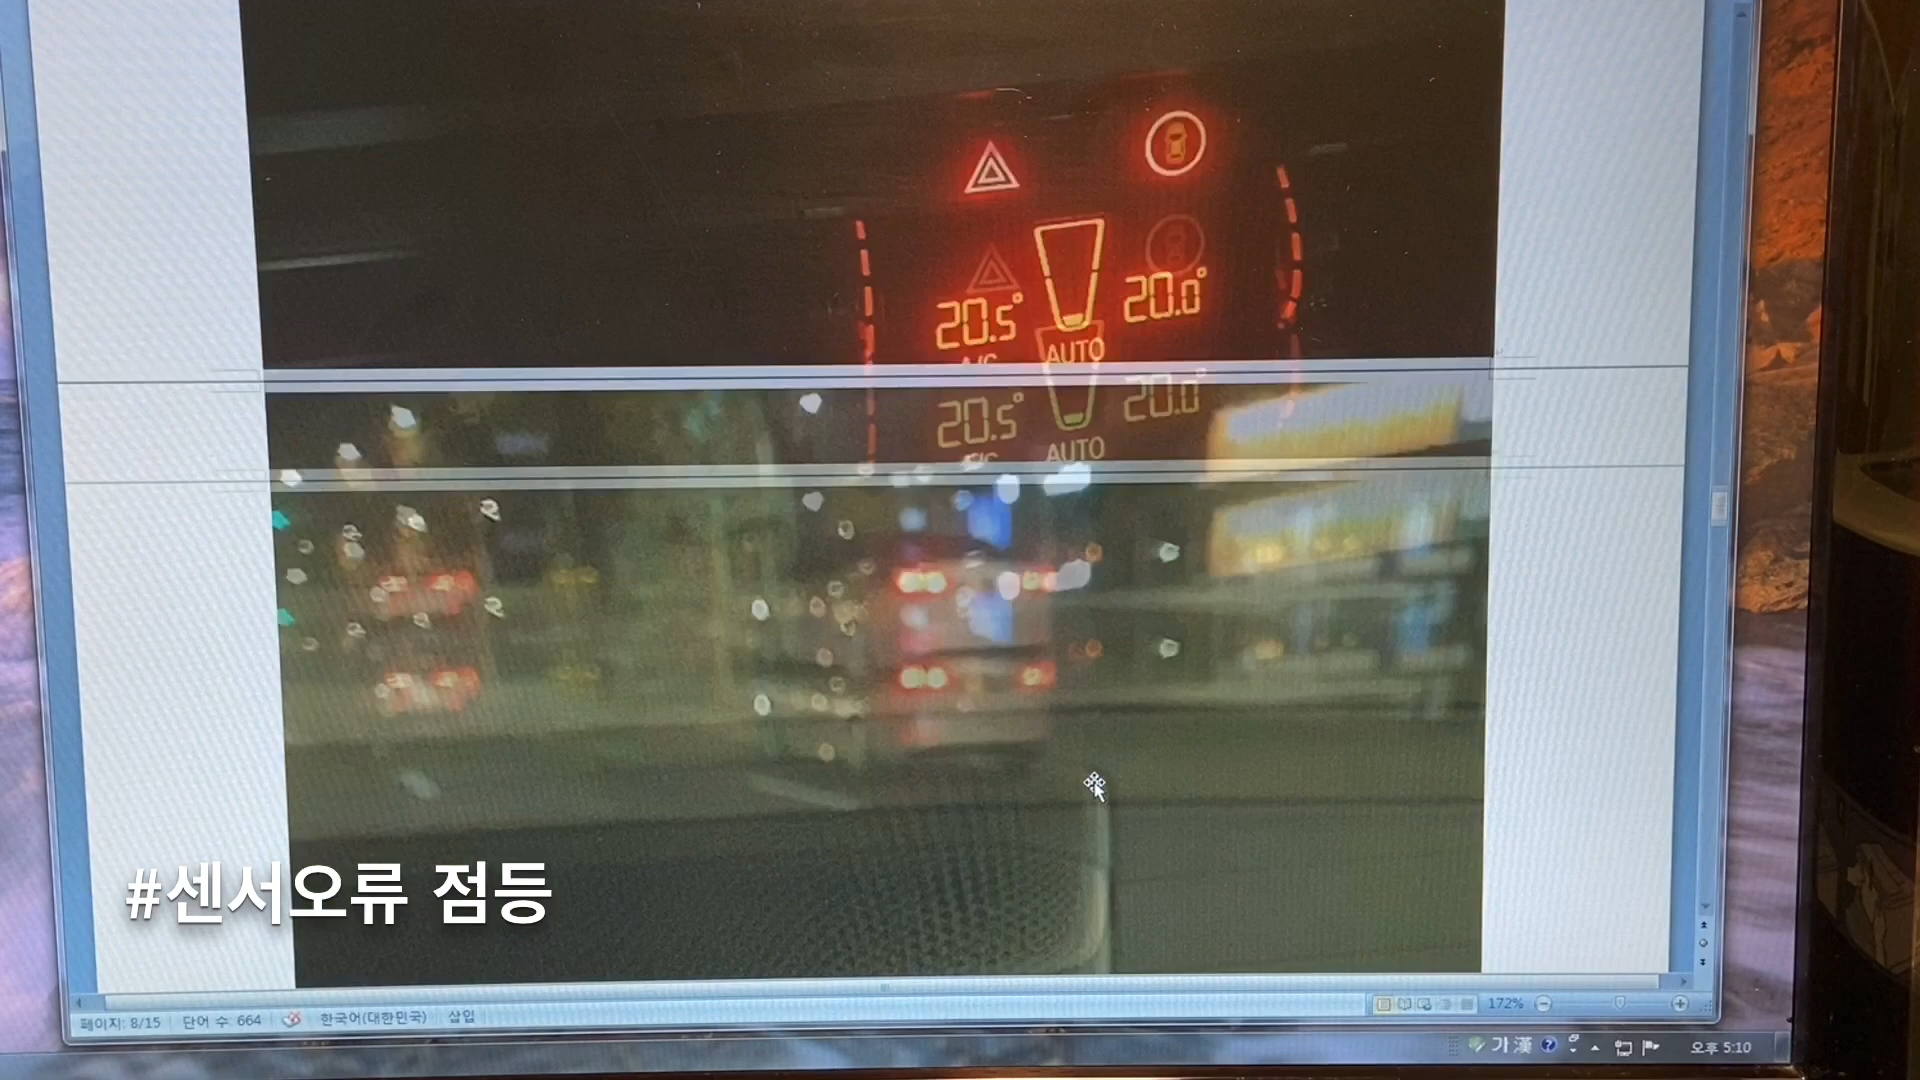 20.5° 20.0°
AUTO
20.5° 20.0°
A/C AUTO
#센서오류 점등
페이지: 8/15 단어 수: 664 한국어(대한민국) 삽입 172%
가漢 ? 오후 5:10